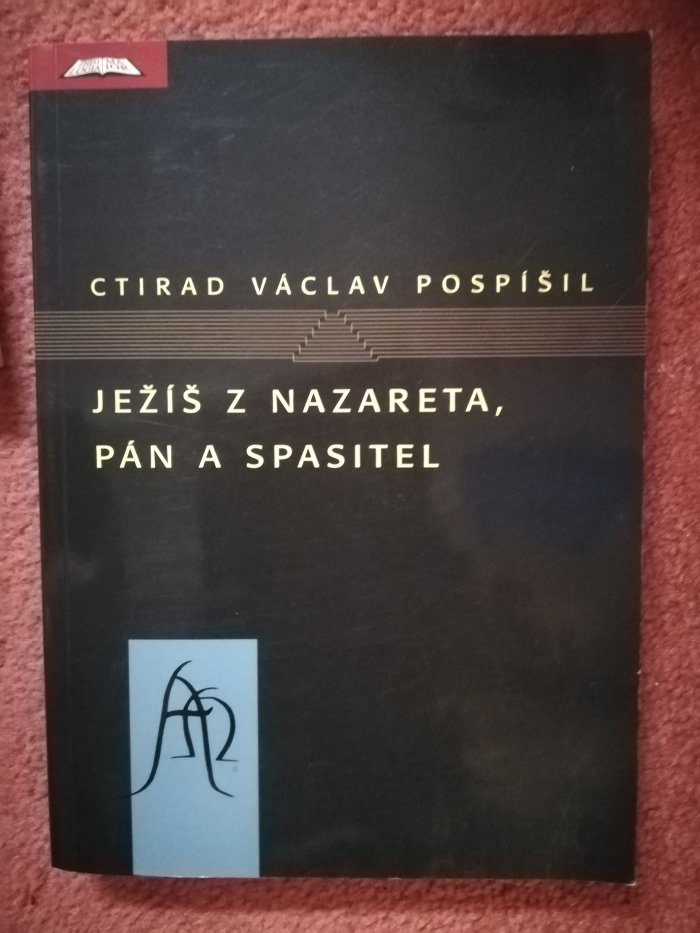 CTIRAD VÁCLAV POSPÍŠIL
JEŽÍŠ Z NAZARETA,
PÁN A SPASITEL